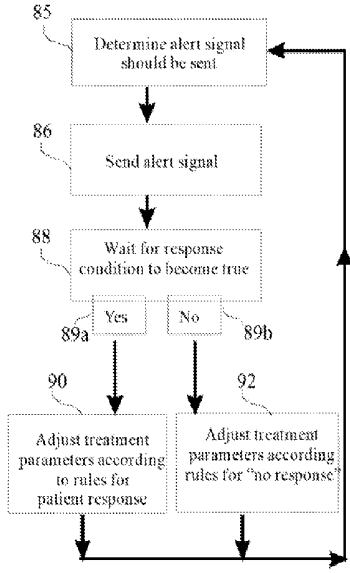 85
Determine alert signal
should be sent
86
Send alert signal
88
Wait for response
condition to become true
Yes
No
89a
89b
90
92
Adjust treatment
parameters according
to rules for
patient response
Adjust treatment
parameters according
rules for “no response”